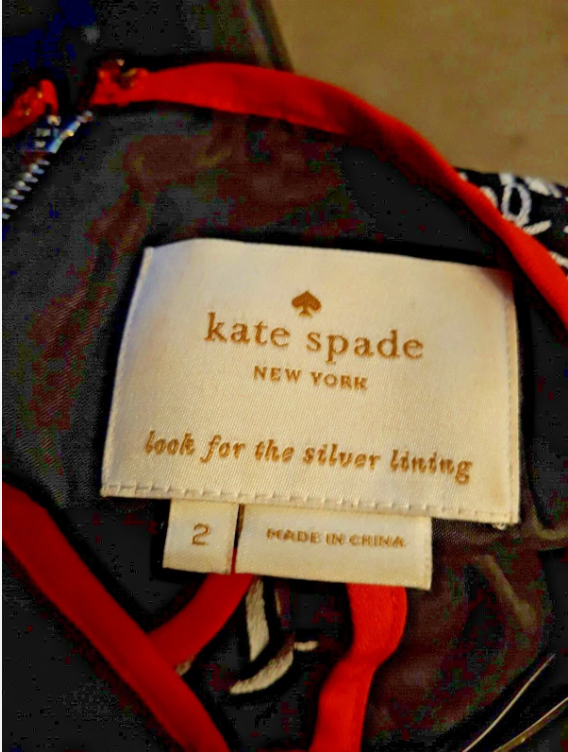 kate spade
NEW YORK
look for the silver lining
2
MADE IN CHINA